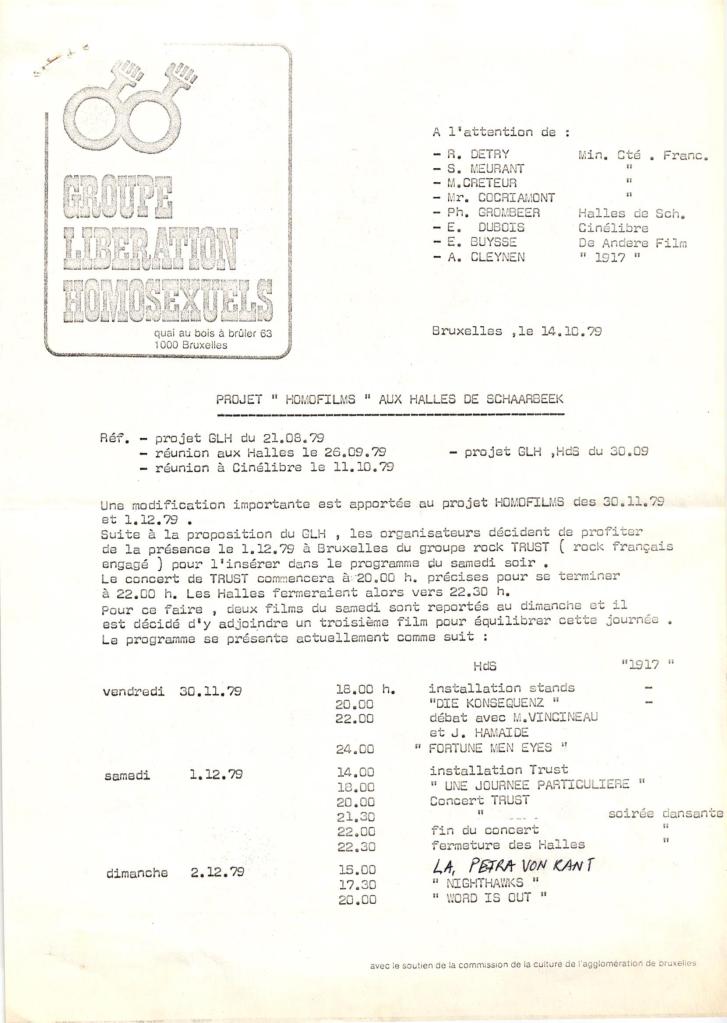 GROUPE
LIBERATION
HOMOSEXUELS
quai au bois à brûler 63
1000 Bruxelles
A l'attention de :
- R. DETRY Min. Cté . Franc.
- S. MEURANT "
- M.CRETEUR "
- Mr. COCRIAMONT "
- Ph. GROMBEER Halles de Sch.
- E. DUBOIS Cinélibre
- E. BUYSSE De Andere Film
- A. CLEYNEN " 1917 "
Bruxelles ,le 14.10.79
PROJET " HOMOFILMS " AUX HALLES DE SCHAARBEEK
Réf. - projet GLH du 21.08.79
- réunion aux Halles le 26.09.79 - projet GLH ,HdS du 30.09
- réunion à Cinélibre le 11.10.79
Une modification importante est apportée au projet HOMOFILMS des 30.11.79
et 1.12.79 .
Suite à la proposition du GLH , les organisateurs décident de profiter
de la présence le 1.12.79 à Bruxelles du groupe rock TRUST ( rock français
engagé ) pour l'insérer dans le programme du samedi soir .
Le concert de TRUST commencera à 20.00 h. précises pour se terminer
à 22.00 h. Les Halles fermeraient alors vers 22.30 h.
Pour ce faire , deux films du samedi sont reportés au dimanche et il
est décidé d'y adjoindre un troisième film pour équilibrer cette journée .
Le programme se présente actuellement comme suit :
HdS "1917 "
vendredi 30.11.79 18.00 h. installation stands -
20.00 "DIE KONSEQUENZ " -
22.00 débat avec M.VINCINEAU
et J. HAMAIDE
24.00 " FORTUNE MEN EYES "
samedi 1.12.79 14.00 installation Trust
18.00 " UNE JOURNEE PARTICULIERE "
20.00 Concert TRUST
21.30 " soirée dansante
22.00 fin du concert "
22.30 fermeture des Halles "
dimanche 2.12.79 15.00 LA, PETRA VON KANT
17.30 " NIGHTHAWKS "
20.00 " WORD IS OUT "
avec le soutien de la commission de la culture de l'agglomération de bruxelles